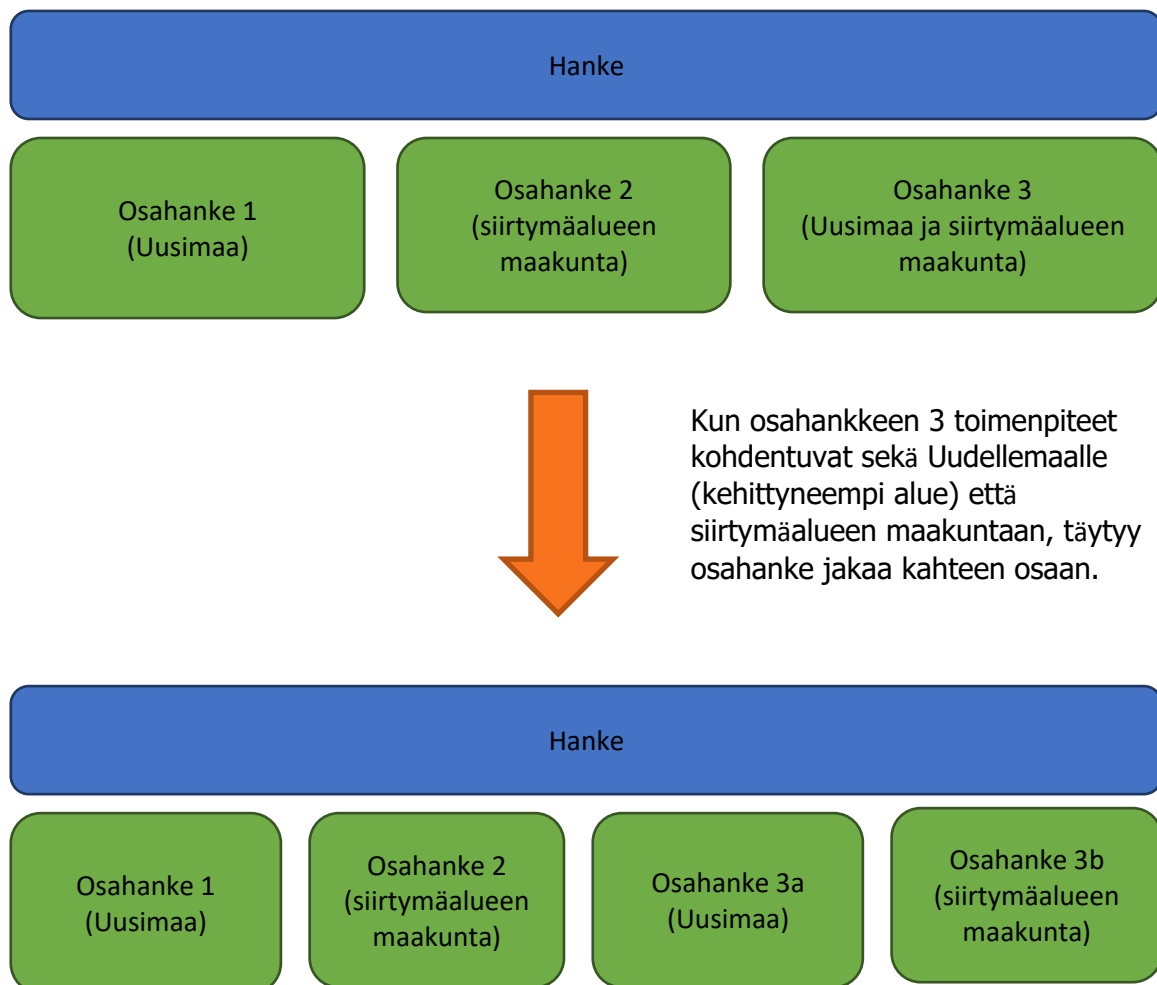 Hanke
Osahanke 1
(Uusimaa)
Osahanke 2
(siirtymäalueen
maakunta)
Osahanke 3
(Uusimaa ja siirtymäalueen
maakunta)
Kun osahankkeen 3 toimenpiteet
kohdentuvat sekä Uudellemaalle
(kehittyneempi alue) että
siirtymäalueen maakuntaan, täytyy
osahanke jakaa kahteen osaan.
Hanke
Osahanke 1
(Uusimaa)
Osahanke 2
(siirtymäalueen
maakunta)
Osahanke 3a
(Uusimaa)
Osahanke 3b
(siirtymäalueen
maakunta)